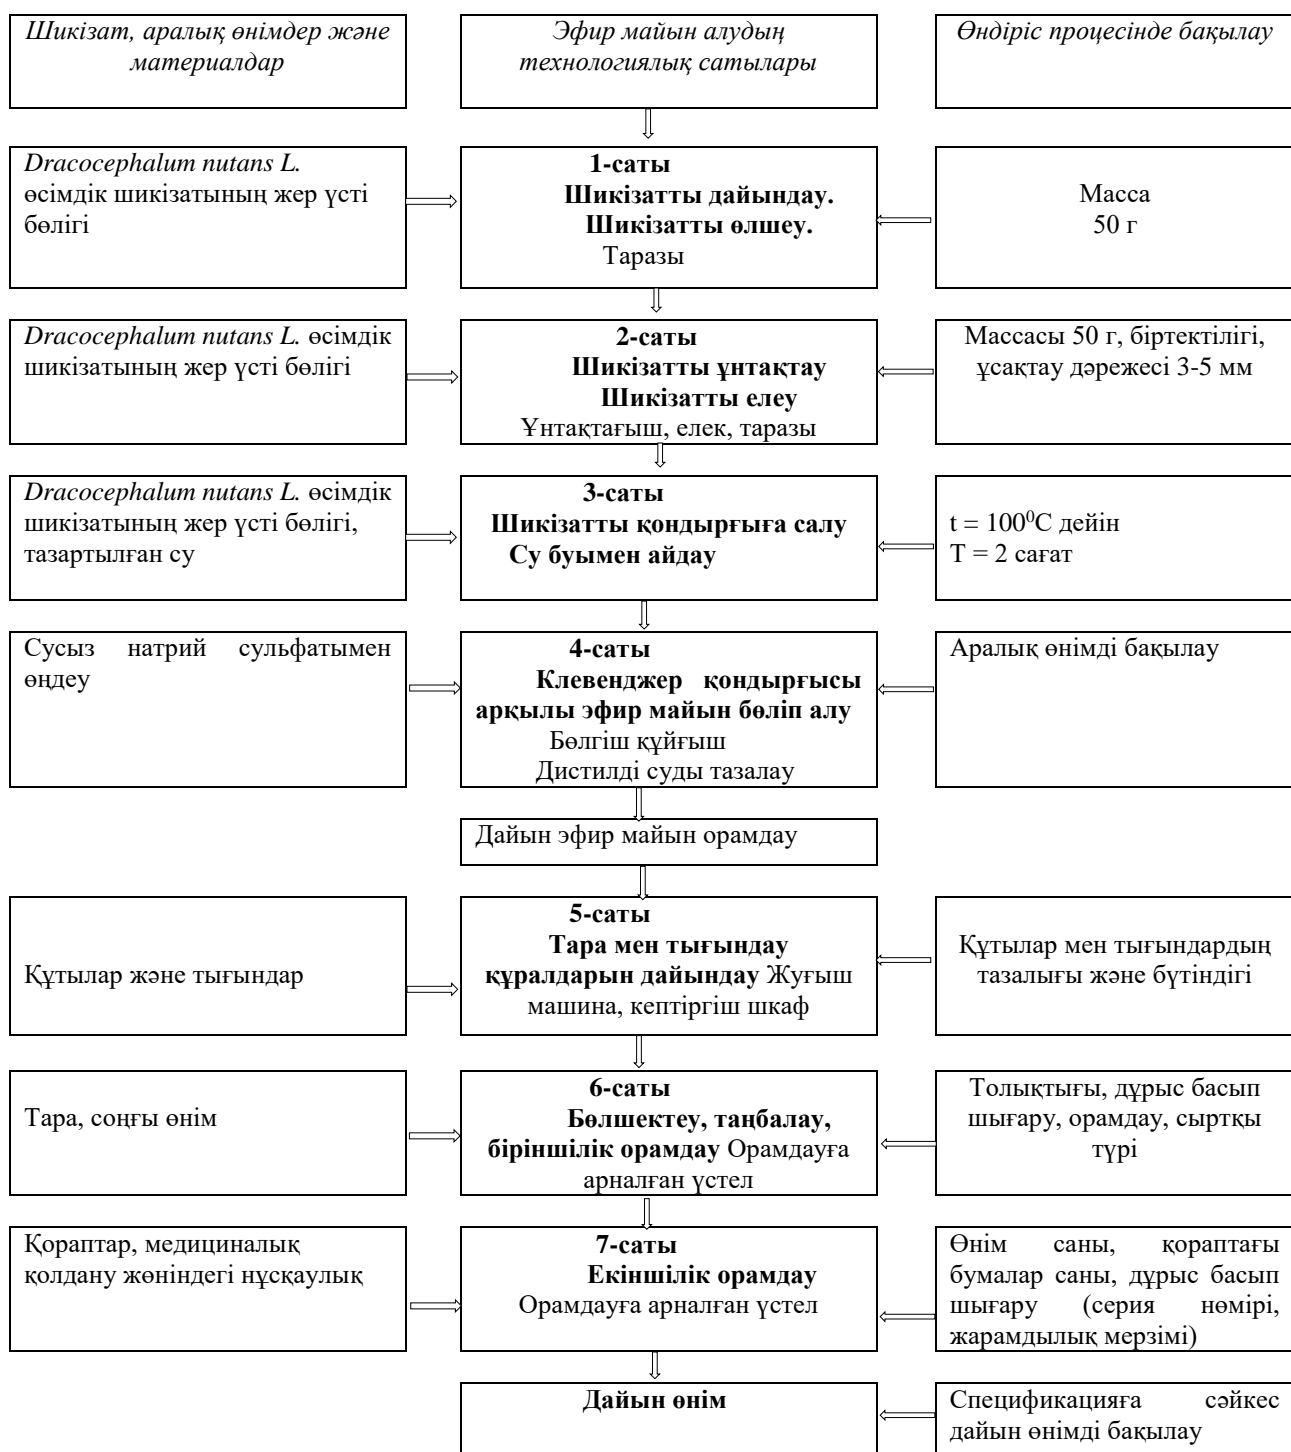 Шикізат, аралық өнімдер және
материалдар
Эфир майын алудың
технологиялық сатылары
Өндіріс процесінде бақылау
Dracocephalum nutans L.
өсімдік шикізатының жер үсті
бөлігі
1-саты
Шикізатты дайындау.
Шикізатты өлшеу.
Таразы
Масса
50 г
Dracocephalum nutans L. өсімдік
шикізатының жер үсті бөлігі
2-саты
Шикізатты ұнтақтау
Шикізатты елеу
Ұнтақтағыш, елек, таразы
Массасы 50 г, біртектілігі,
ұсақтау дәрежесі 3-5 мм
Dracocephalum nutans L. өсімдік
шикізатының жер үсті бөлігі,
тазартылған су
3-саты
Шикізатты қондырғыға салу
Су буымен айдау
t = 100⁰С дейін
Т = 2 сағат
Сусыз натрий сульфатымен
өңдеу
4-саты
Клевенджер қондырғысы
арқылы эфир майын бөліп алу
Бөлгіш құйғыш
Дистилді суды тазалау
Аралық өнімді бақылау
Дайын эфир майын орамдау
Құтылар және тығындар
5-саты
Тара мен тығындау
құралдарын дайындау Жуғыш
машина, кептіргіш шкаф
Құтылар мен тығындардың
тазалығы және бүтіндігі
Тара, соңғы өнім
6-саты
Бөлшектеу, таңбалау,
біріншілік орамдау Орамдауға
арналған үстел
Толықтығы, дұрыс басып
шығару, орамдау, сыртқы
түрі
Қораптар, медициналық
қолдану жөніндегі нұсқаулық
7-саты
Екіншілік орамдау
Орамдауға арналған үстел
Өнім саны, қораптағы
бумалар саны, дұрыс басып
шығару (серия нөмірі,
жарамдылық мерзімі)
Дайын өнім
Спецификацияға сәйкес
дайын өнімді бақылау